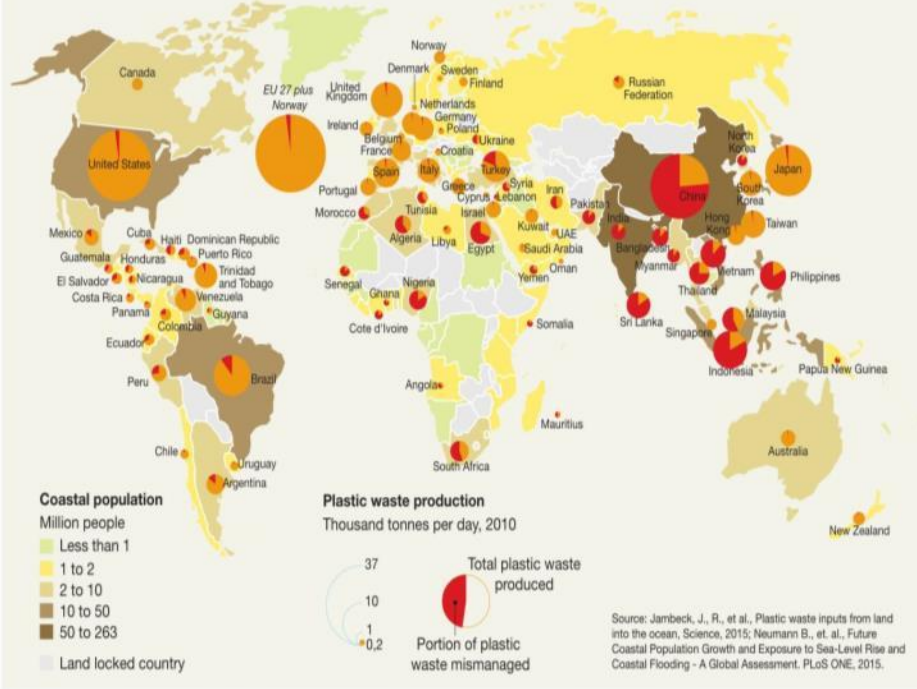 Norway
Denmark
Sweden
Finland
Canada
EU 27 plus
Norway
United
Kingdom
Russian
Federation
Netherlands
Ireland
Germany
Poland
Belgium
Ukraine
France
Croatia
North
Korea
United States
Spain
Italy
Turkey
Japan
Portugal
Greece
Syria
Cyprus
Lebanon
Iran
China
South
Korea
Morocco
Tunisia
Israel
Pakistan
India
Hong
Kong
Taiwan
Mexico
Cuba
Haiti
Dominican Republic
Puerto Rico
Algeria
Libya
Egypt
Kuwait
UAE
Saudi Arabia
Bangladesh
Guatemala
Honduras
Oman
Myanmar
Vietnam
El Salvador
Nicaragua
Trinidad
and Tobago
Senegal
Nigeria
Yemen
Thailand
Philippines
Costa Rica
Venezuela
Ghana
Panama
Guyana
Cote d'Ivoire
Somalia
Sri Lanka
Malaysia
Colombia
Singapore
Ecuador
Indonesia
Papua New Guinea
Peru
Brazil
Angola
Mauritius
Chile
Uruguay
Argentina
South Africa
Australia
New Zealand
Coastal population
Million people
Less than 1
1 to 2
2 to 10
10 to 50
50 to 263
Land locked country
Plastic waste production
Thousand tonnes per day, 2010
37
10
1
0,2
Total plastic waste
produced
Portion of plastic
waste mismanaged
Source: Jambeck, J., R., et al., Plastic waste inputs from land
into the ocean, Science, 2015; Neumann B., et. al., Future
Coastal Population Growth and Exposure to Sea-Level Rise and
Coastal Flooding - A Global Assessment. PLoS ONE, 2015.